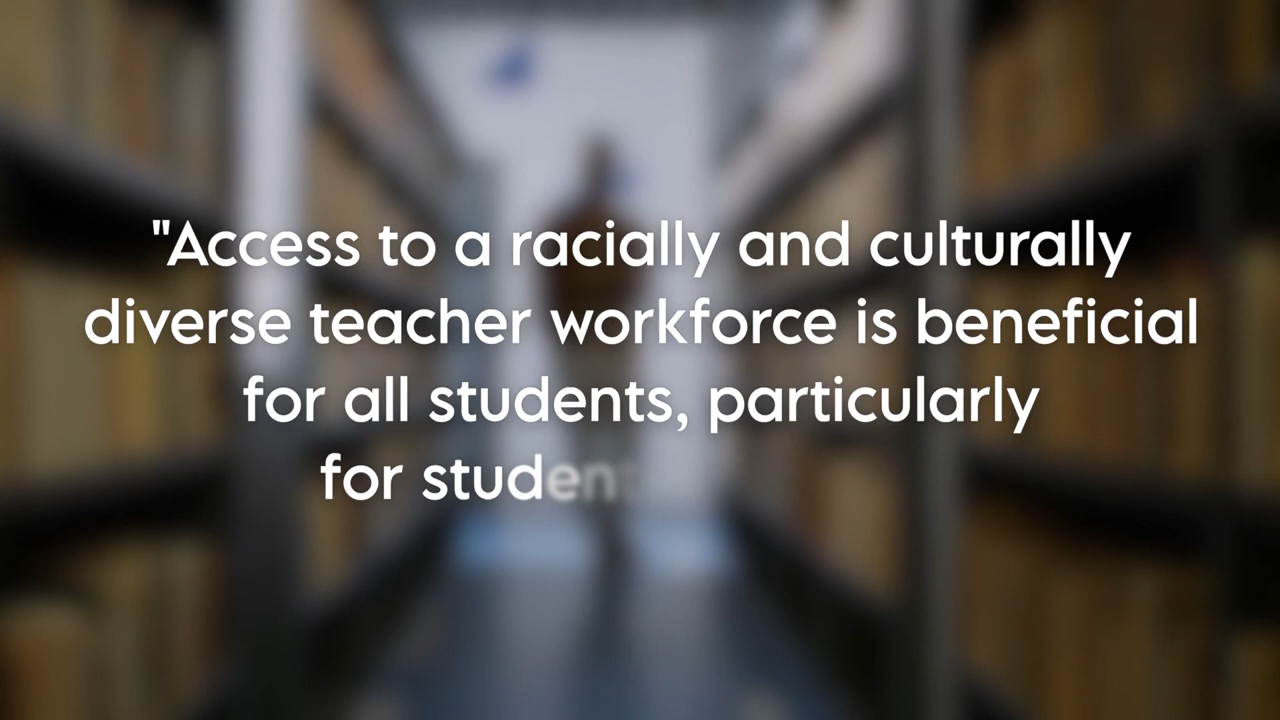 "Access to a racially and culturally
diverse teacher workforce is beneficial
for all students, particularly
for stud